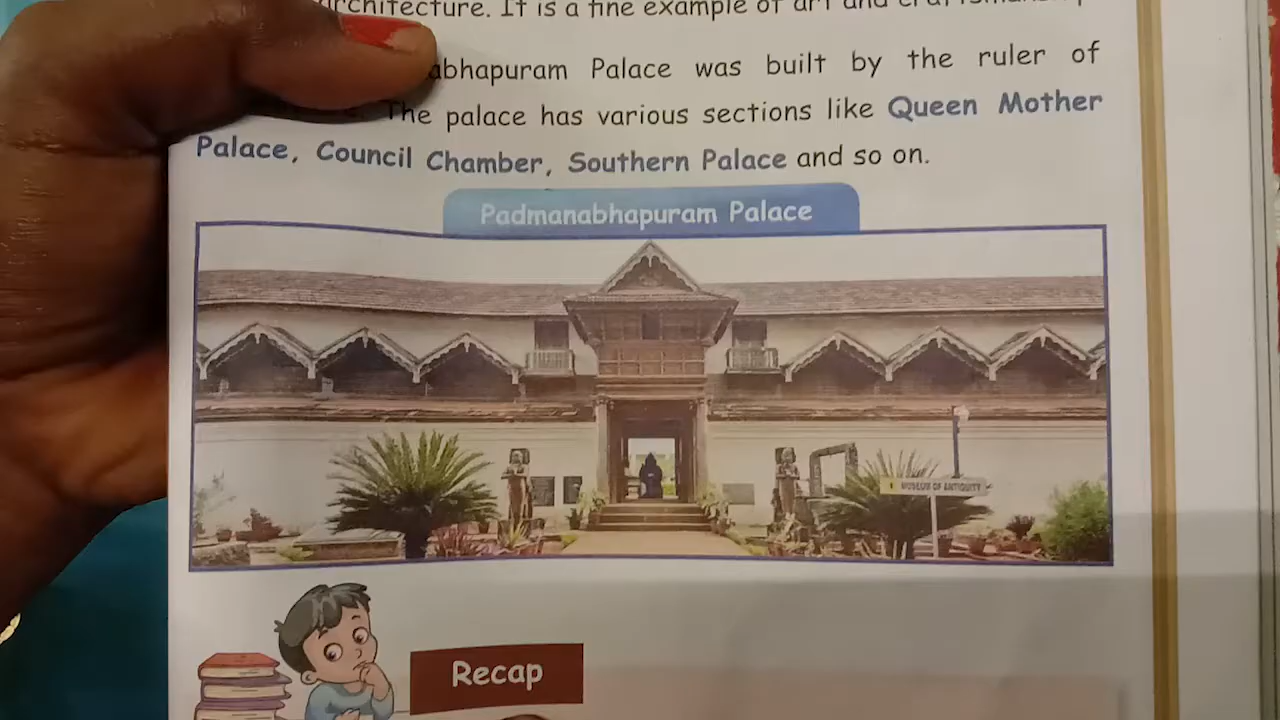 architecture. It is a fine example of art and
abhapuram Palace was built by the ruler of
The palace has various sections like Queen Mother
Palace, Council Chamber, Southern Palace and so on.
Padmanabhapuram Palace
MUSEUM OF ANTIQUITY
Recap